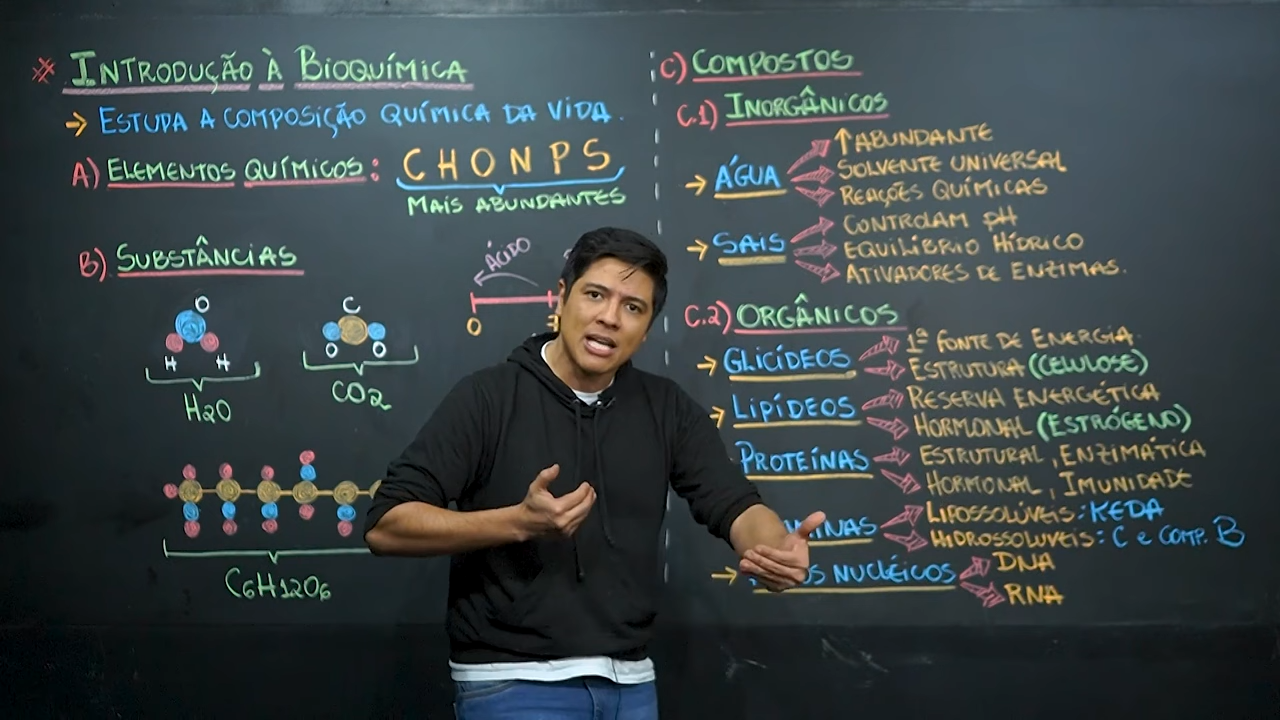 * INTRODUÇÃO À BIOQUÍMICA
→ ESTUDA A COMPOSIÇÃO QUÍMICA DA VIDA.
A) ELEMENTOS QUÍMICOS: C H O N P S
MAIS ABUNDANTES
B) SUBSTÂNCIAS
O
H H
H2O
C
O O
CO2
ÁCIDO
0
C6H12O6
C) COMPOSTOS
C.1) INORGÂNICOS
→ ÁGUA
↑ ABUNDANTE
SOLVENTE UNIVERSAL
REAÇÕES QUÍMICAS
→ SAIS
CONTROLAM pH
EQUILÍBRIO HÍDRICO
ATIVADORES DE ENZIMAS.
C.2) ORGÂNICOS
→ GLICÍDEOS
1ª FONTE DE ENERGIA.
ESTRUTURA (CELULOSE)
→ LIPÍDEOS
RESERVA ENERGÉTICA
HORMONAL (ESTRÓGENO)
PROTEÍNAS
ESTRUTURAL, ENZIMÁTICA
HORMONAL, IMUNIDADE
LIPOSSOLÚVEIS: KEDA
HIDROSSOLUVEIS: C e COMP. B
→ NUCLÉICOS
DNA
RNA